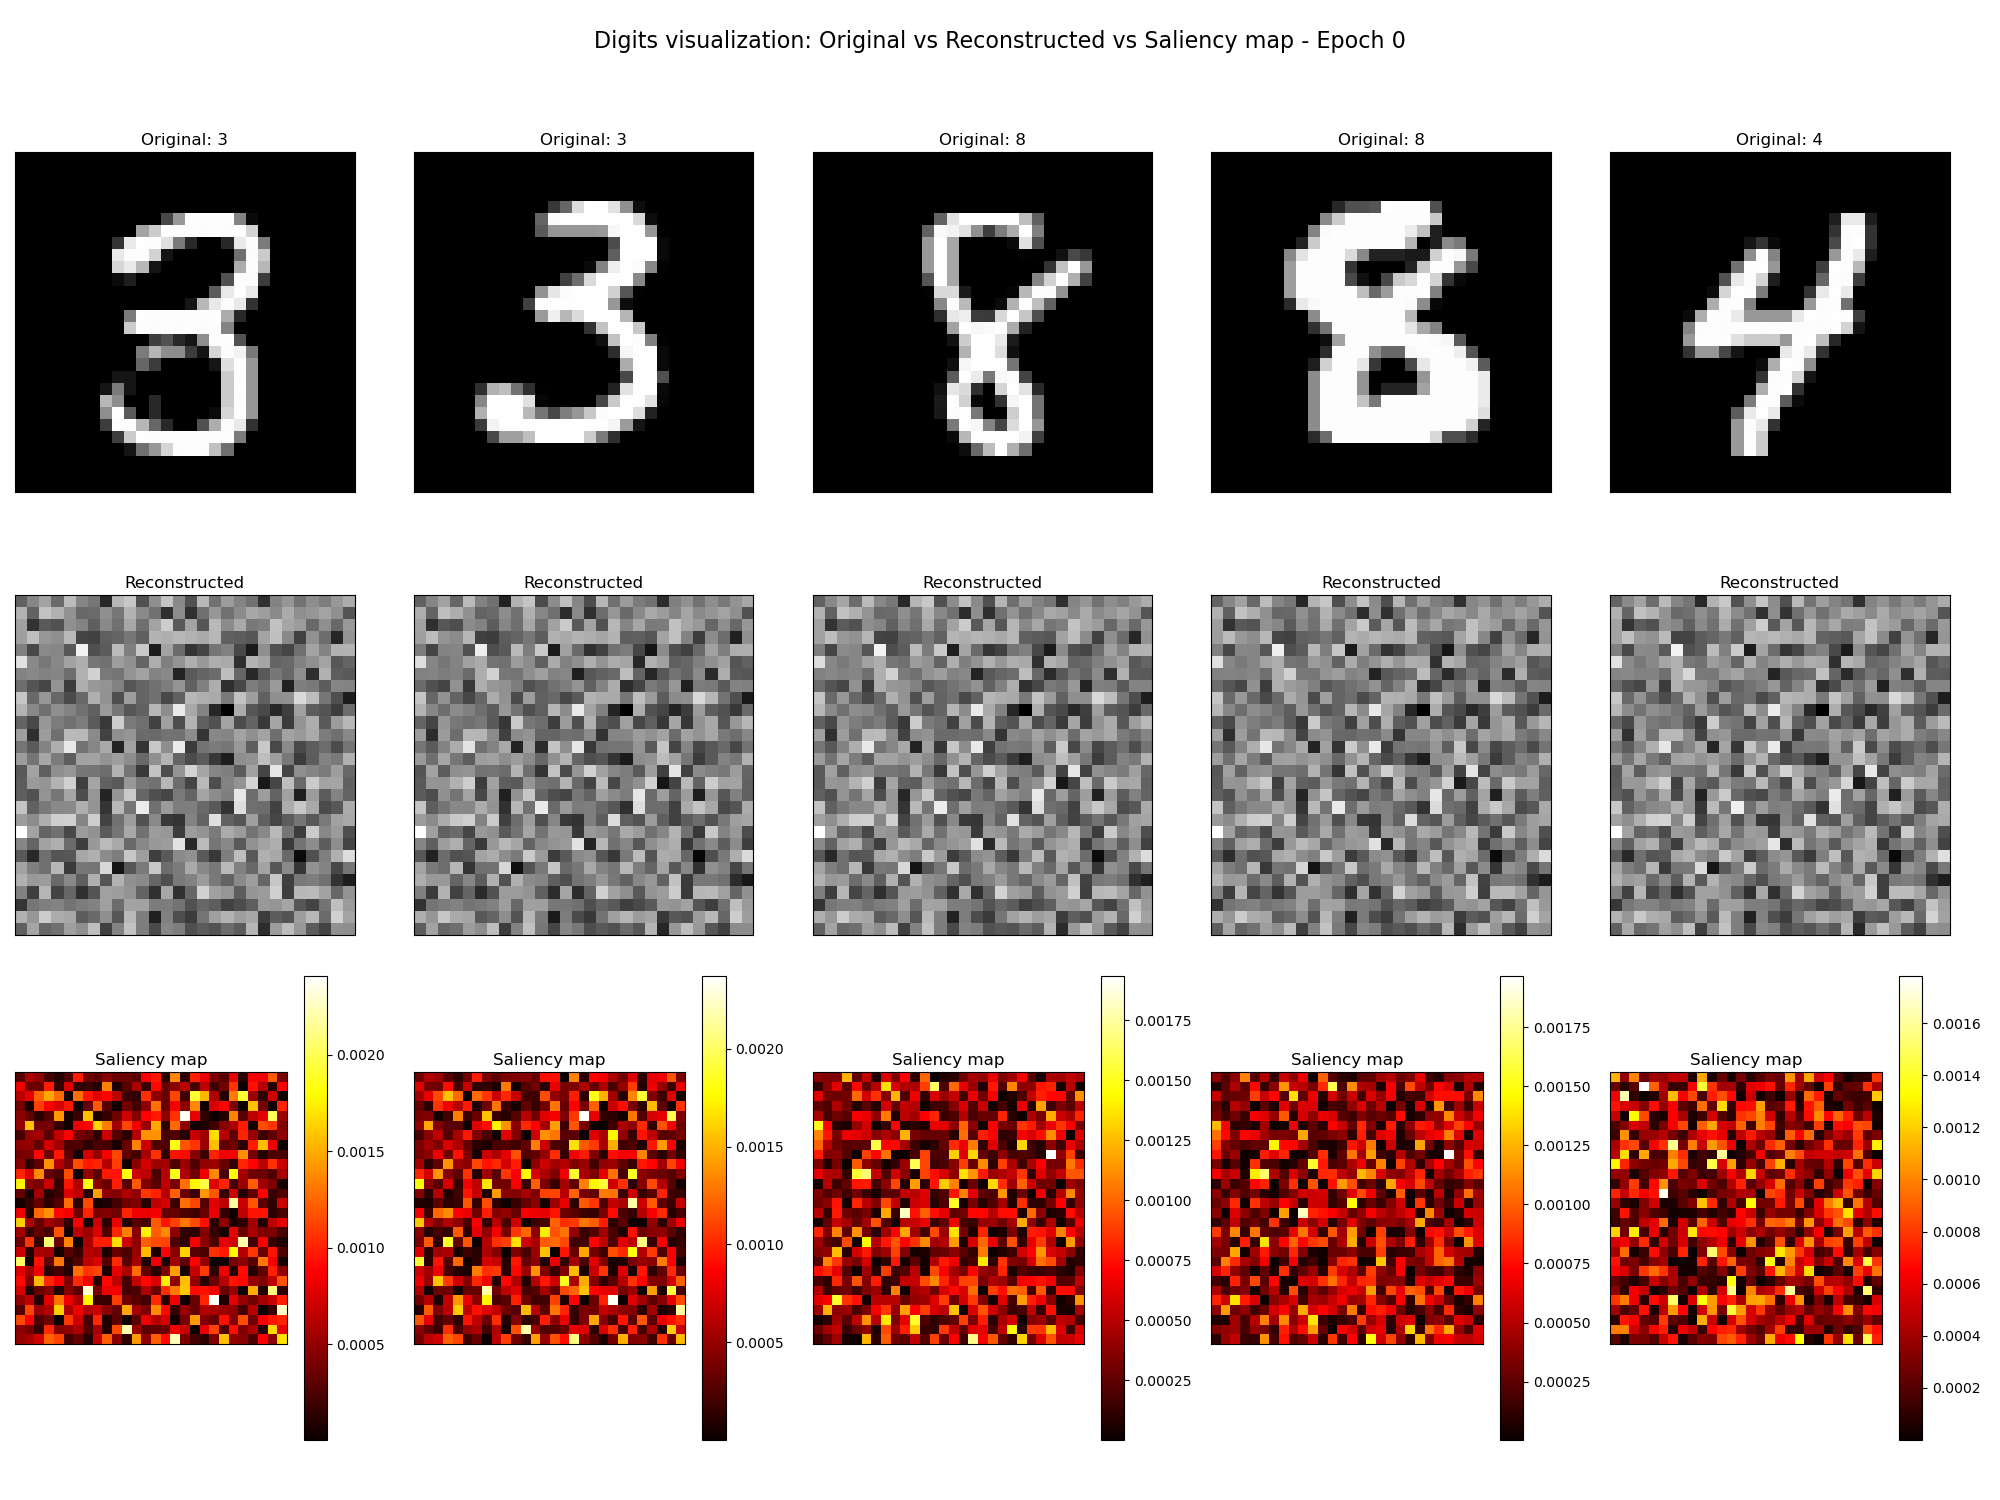 Digits visualization: Original vs Reconstructed vs Saliency map - Epoch 0
Original: 3
Original: 3
Original: 8
Original: 8
Original: 4
3
3
8
8
4
Reconstructed
Reconstructed
Reconstructed
Reconstructed
Reconstructed
Saliency map
0.0020
0.0015
0.0010
0.0005
Saliency map
0.0020
0.0015
0.0010
0.0005
Saliency map
0.00175
0.00150
0.00125
0.00100
0.00075
0.00050
0.00025
Saliency map
0.00175
0.00150
0.00125
0.00100
0.00075
0.00050
0.00025
Saliency map
0.0016
0.0014
0.0012
0.0010
0.0008
0.0006
0.0004
0.0002